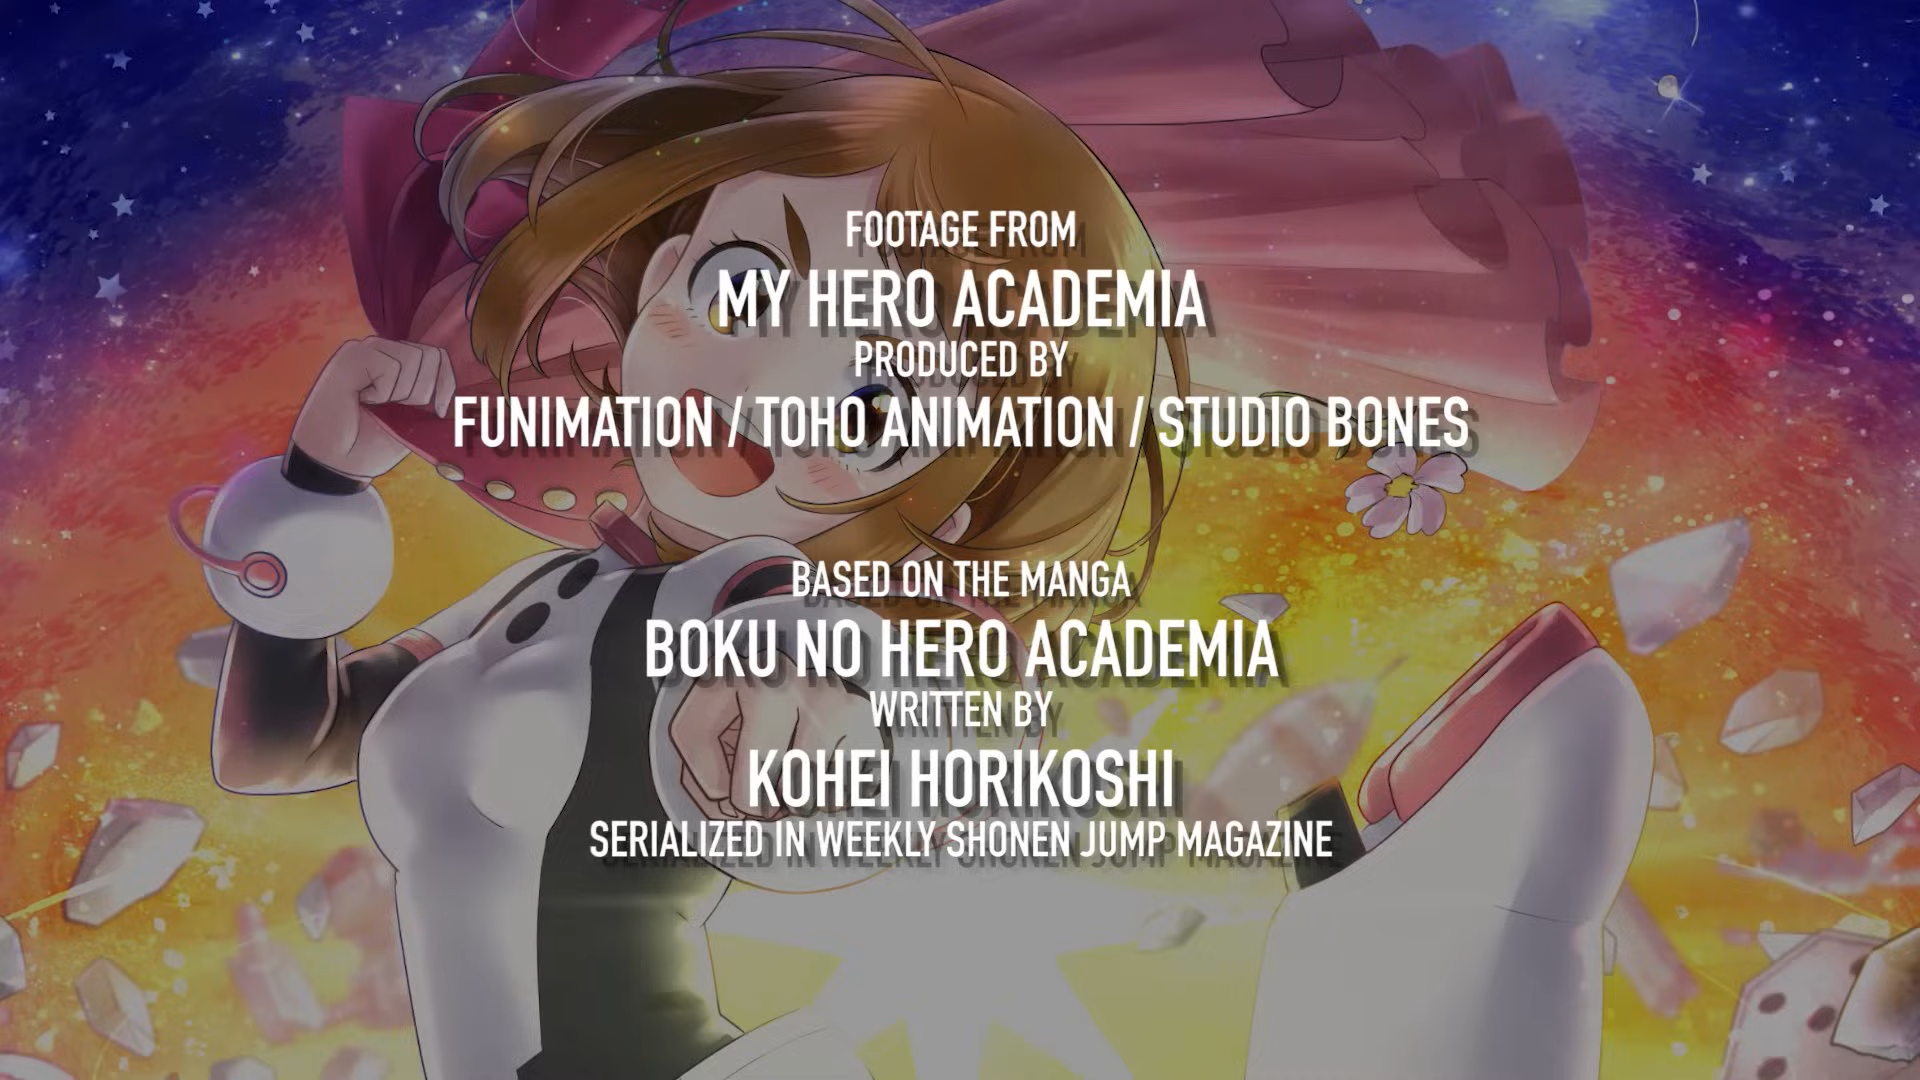 FOOTAGE FROM
MY HERO ACADEMIA
PRODUCED BY
FUNIMATION / TOHO ANIMATION / STUDIO BONES
BASED ON THE MANGA
BOKU NO HERO ACADEMIA
WRITTEN BY
KOHEI HORIKOSHI
SERIALIZED IN WEEKLY SHONEN JUMP MAGAZINE